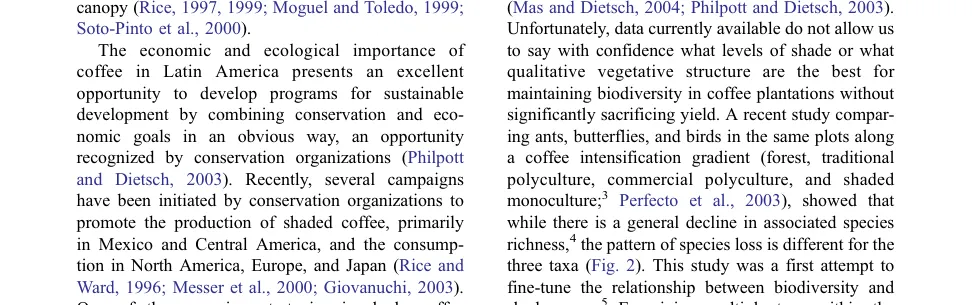 canopy (Rice, 1997, 1999; Moguel and Toledo, 1999;
Soto-Pinto et al., 2000).
The economic and ecological importance of
coffee in Latin America presents an excellent
opportunity to develop programs for sustainable
development by combining conservation and eco-
nomic goals in an obvious way, an opportunity
recognized by conservation organizations (Philpott
and Dietsch, 2003). Recently, several campaigns
have been initiated by conservation organizations to
promote the production of shaded coffee, primarily
in Mexico and Central America, and the consump-
tion in North America, Europe, and Japan (Rice and
Ward, 1996; Messer et al., 2000; Giovanuchi, 2003).
(Mas and Dietsch, 2004; Philpott and Dietsch, 2003).
Unfortunately, data currently available do not allow us
to say with confidence what levels of shade or what
qualitative vegetative structure are the best for
maintaining biodiversity in coffee plantations without
significantly sacrificing yield. A recent study compar-
ing ants, butterflies, and birds in the same plots along
a coffee intensification gradient (forest, traditional
polyculture, commercial polyculture, and shaded
monoculture;³ Perfecto et al., 2003), showed that
while there is a general decline in associated species
richness,⁴ the pattern of species loss is different for the
three taxa (Fig. 2). This study was a first attempt to
fine-tune the relationship between biodiversity and